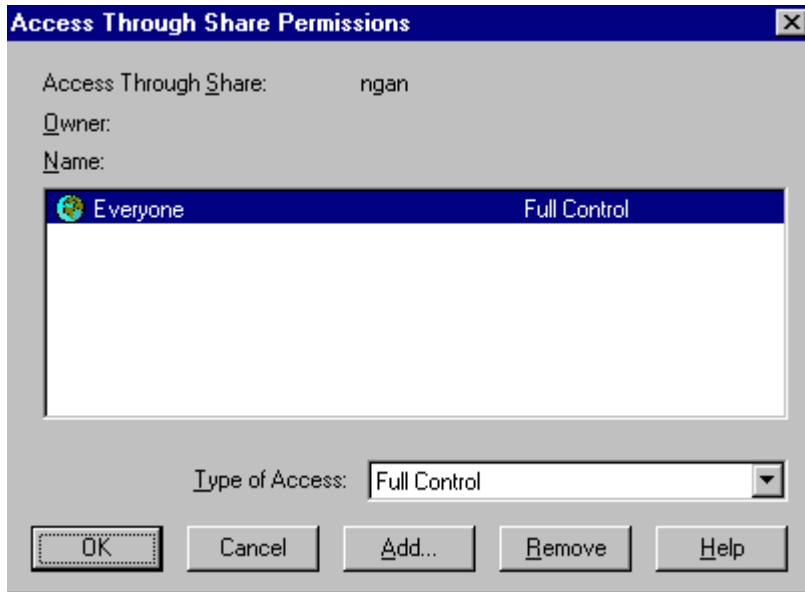 Access Through Share Permissions
Access Through Share: ngan
Owner:
Name:
Everyone Full Control
Type of Access: Full Control
OK Cancel Add... Remove Help